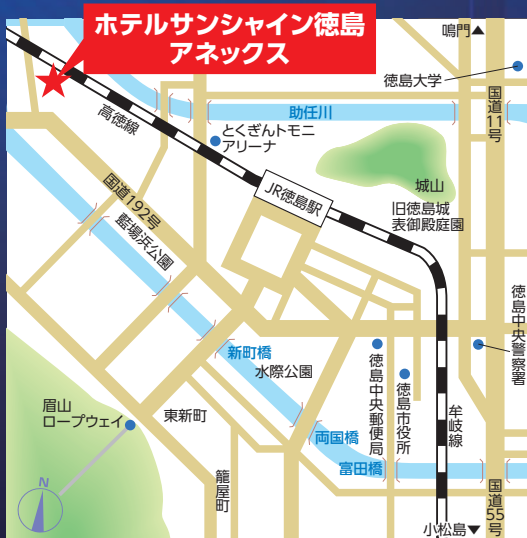 ホテルサンシャイン徳島
アネックス
鳴門▲
徳島大学
国道11号
助任川
高徳線
とくぎんトモニ
アリーナ
城山
JR徳島駅
旧徳島城
表御殿庭園
国道192号
藍場浜公園
徳島中央警察署
新町橋
水際公園
徳島中央郵便局
徳島市役所
牟岐線
眉山
ロープウェイ
東新町
両国橋
富田橋
籠屋町
国道55号
N
小松島▼